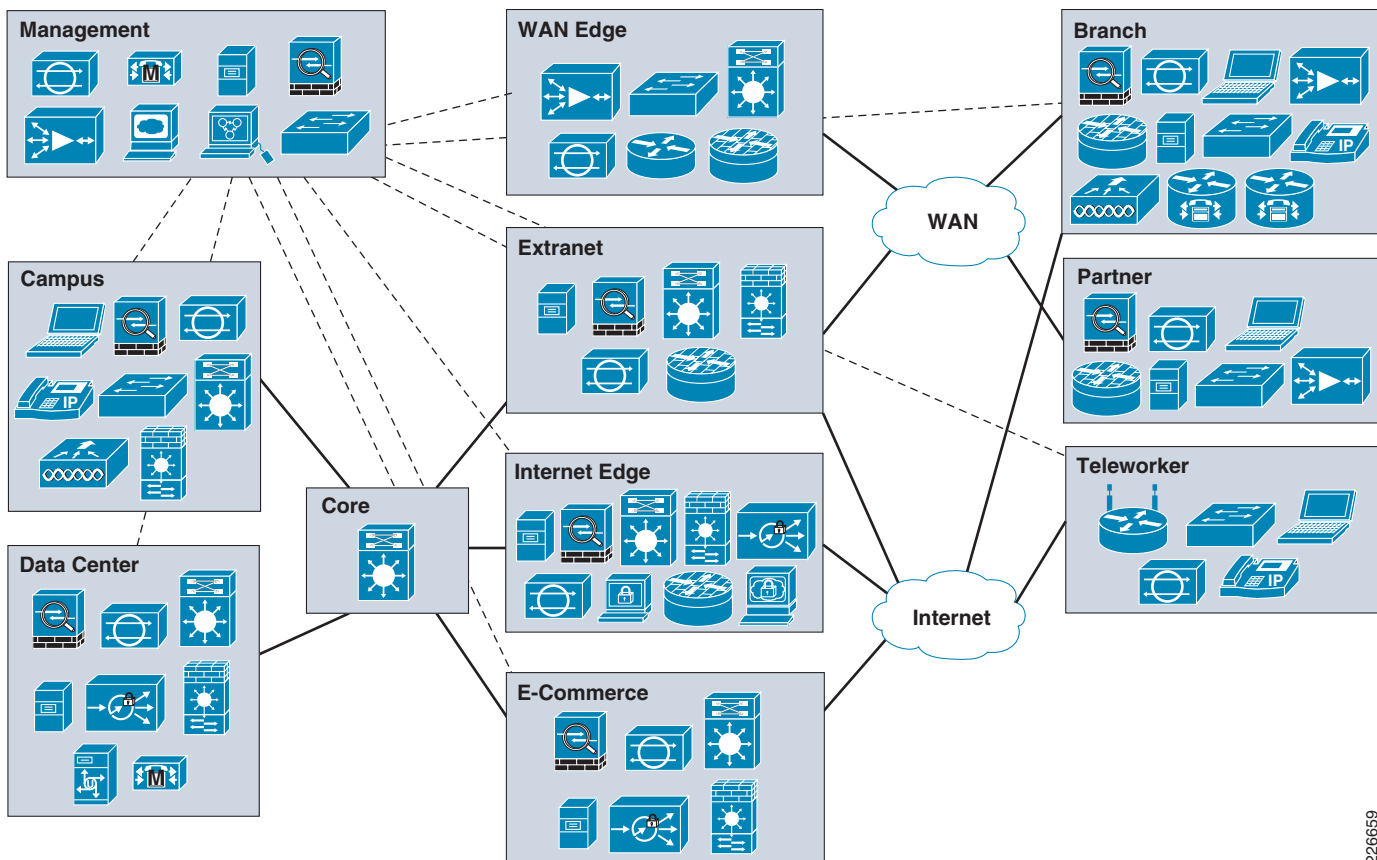 Management
M
WAN Edge
Branch
IP
WAN
Campus
IP
Extranet
Partner
Core
Internet Edge
Teleworker
IP
Data Center
M
Internet
E-Commerce
226659